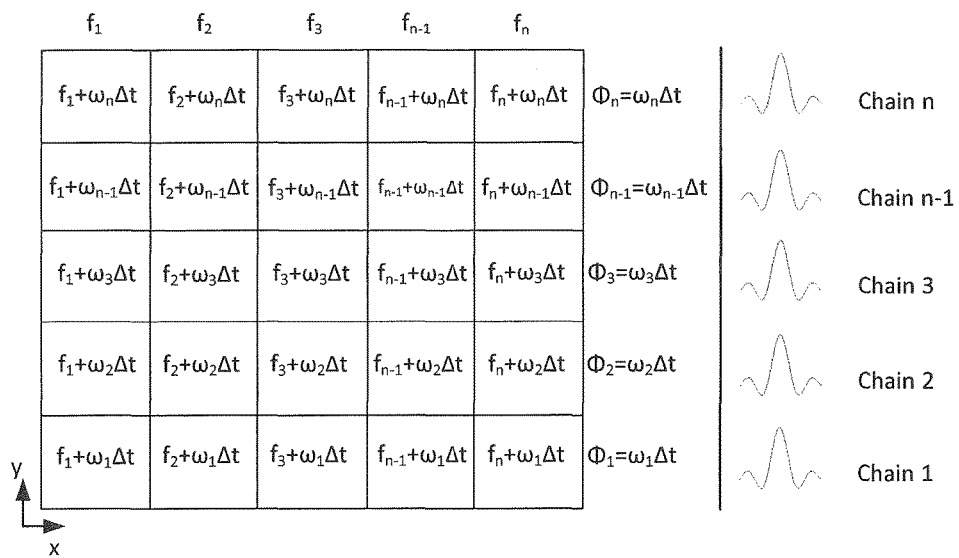 f₁ f₂ f₃ fₙ₋₁ fₙ
f₁+ωₙΔt f₂+ωₙΔt f₃+ωₙΔt fₙ₋₁+ωₙΔt fₙ+ωₙΔt Φₙ=ωₙΔt Chain n
f₁+ωₙ₋₁Δt f₂+ωₙ₋₁Δt f₃+ωₙ₋₁Δt fₙ₋₁+ωₙ₋₁Δt fₙ+ωₙ₋₁Δt Φₙ₋₁=ωₙ₋₁Δt Chain n-1
f₁+ω₃Δt f₂+ω₃Δt f₃+ω₃Δt fₙ₋₁+ω₃Δt fₙ+ω₃Δt Φ₃=ω₃Δt Chain 3
f₁+ω₂Δt f₂+ω₂Δt f₃+ω₂Δt fₙ₋₁+ω₂Δt fₙ+ω₂Δt Φ₂=ω₂Δt Chain 2
f₁+ω₁Δt f₂+ω₁Δt f₃+ω₁Δt fₙ₋₁+ω₁Δt fₙ+ω₁Δt Φ₁=ω₁Δt Chain 1
y
x